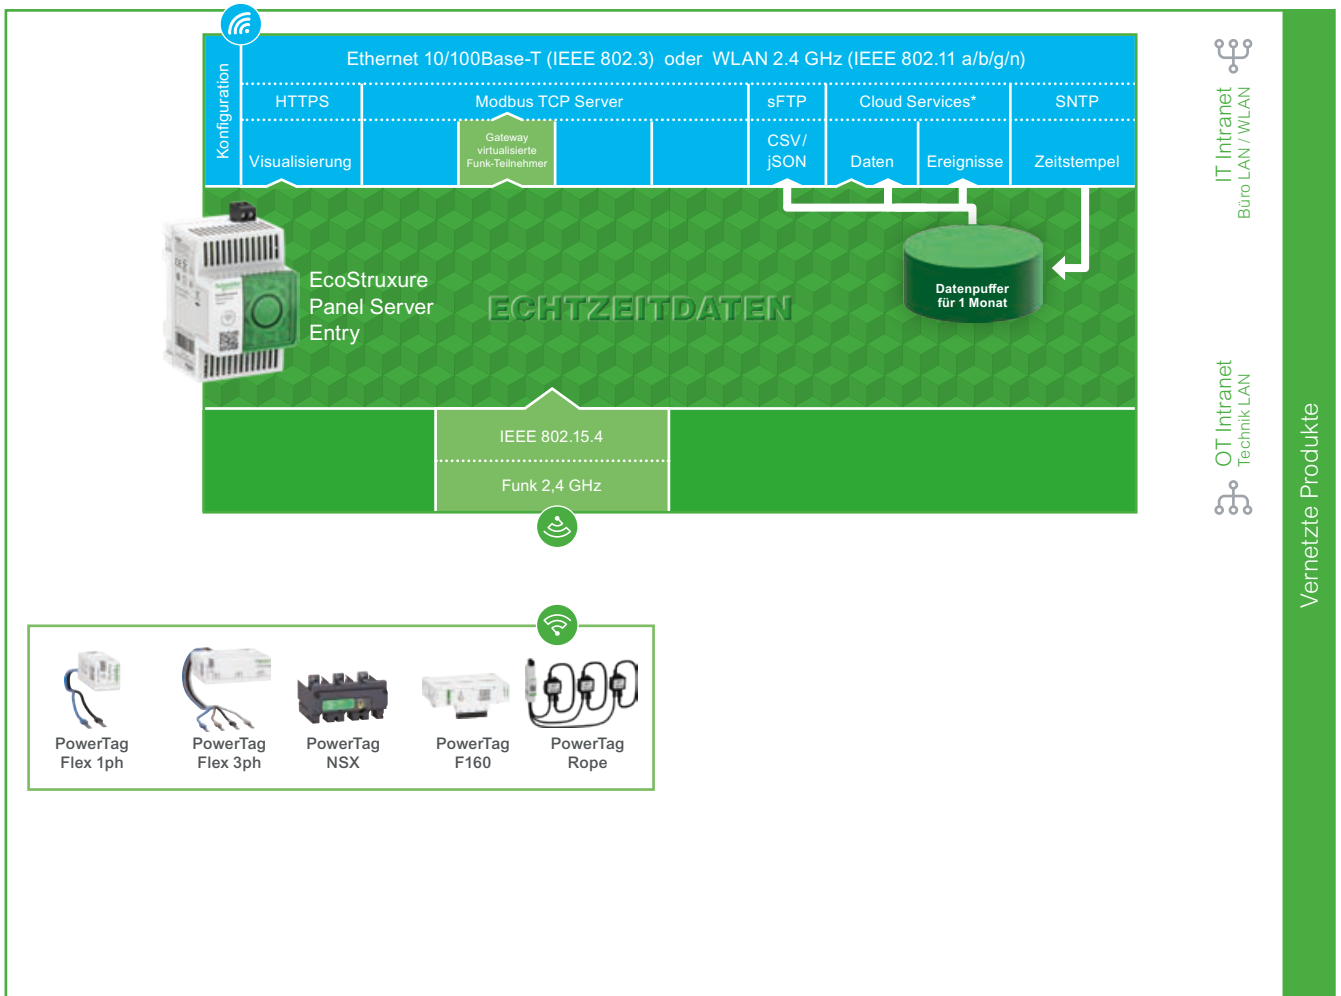 Konfiguration
Ethernet 10/100Base-T (IEEE 802.3) oder WLAN 2.4 GHz (IEEE 802.11 a/b/g/n)
HTTPS
Modbus TCP Server
sFTP
Cloud Services*
SNTP
Visualisierung
Gateway
virtualisierte
Funk-Teilnehmer
CSV/
jSON
Daten
Ereignisse
Zeitstempel
EcoStruxure
Panel Server
Entry
ECHTZEITDATEN
Datenpuffer
für 1 Monat
IEEE 802.15.4
Funk 2,4 GHz
IT Intranet
Büro LAN / WLAN
OT Intranet
Technik LAN
Vernetzte Produkte
PowerTag
Flex 1ph
PowerTag
Flex 3ph
PowerTag
NSX
PowerTag
F160
PowerTag
Rope